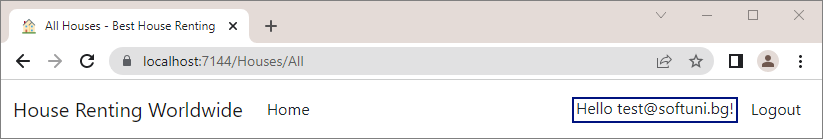 All Houses - Best House Renting
localhost:7144/Houses/All
House Renting Worldwide Home Hello test@softuni.bg! Logout